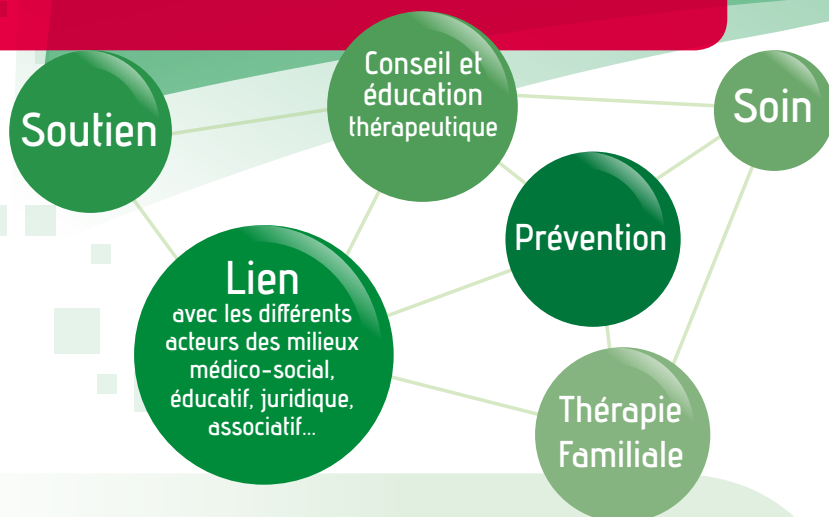 Soutien
Conseil et
éducation
thérapeutique
Soin
Prévention
Lien
avec les différents
acteurs des milieux
médico-social,
éducatif, juridique,
associatif...
Thérapie
Familiale